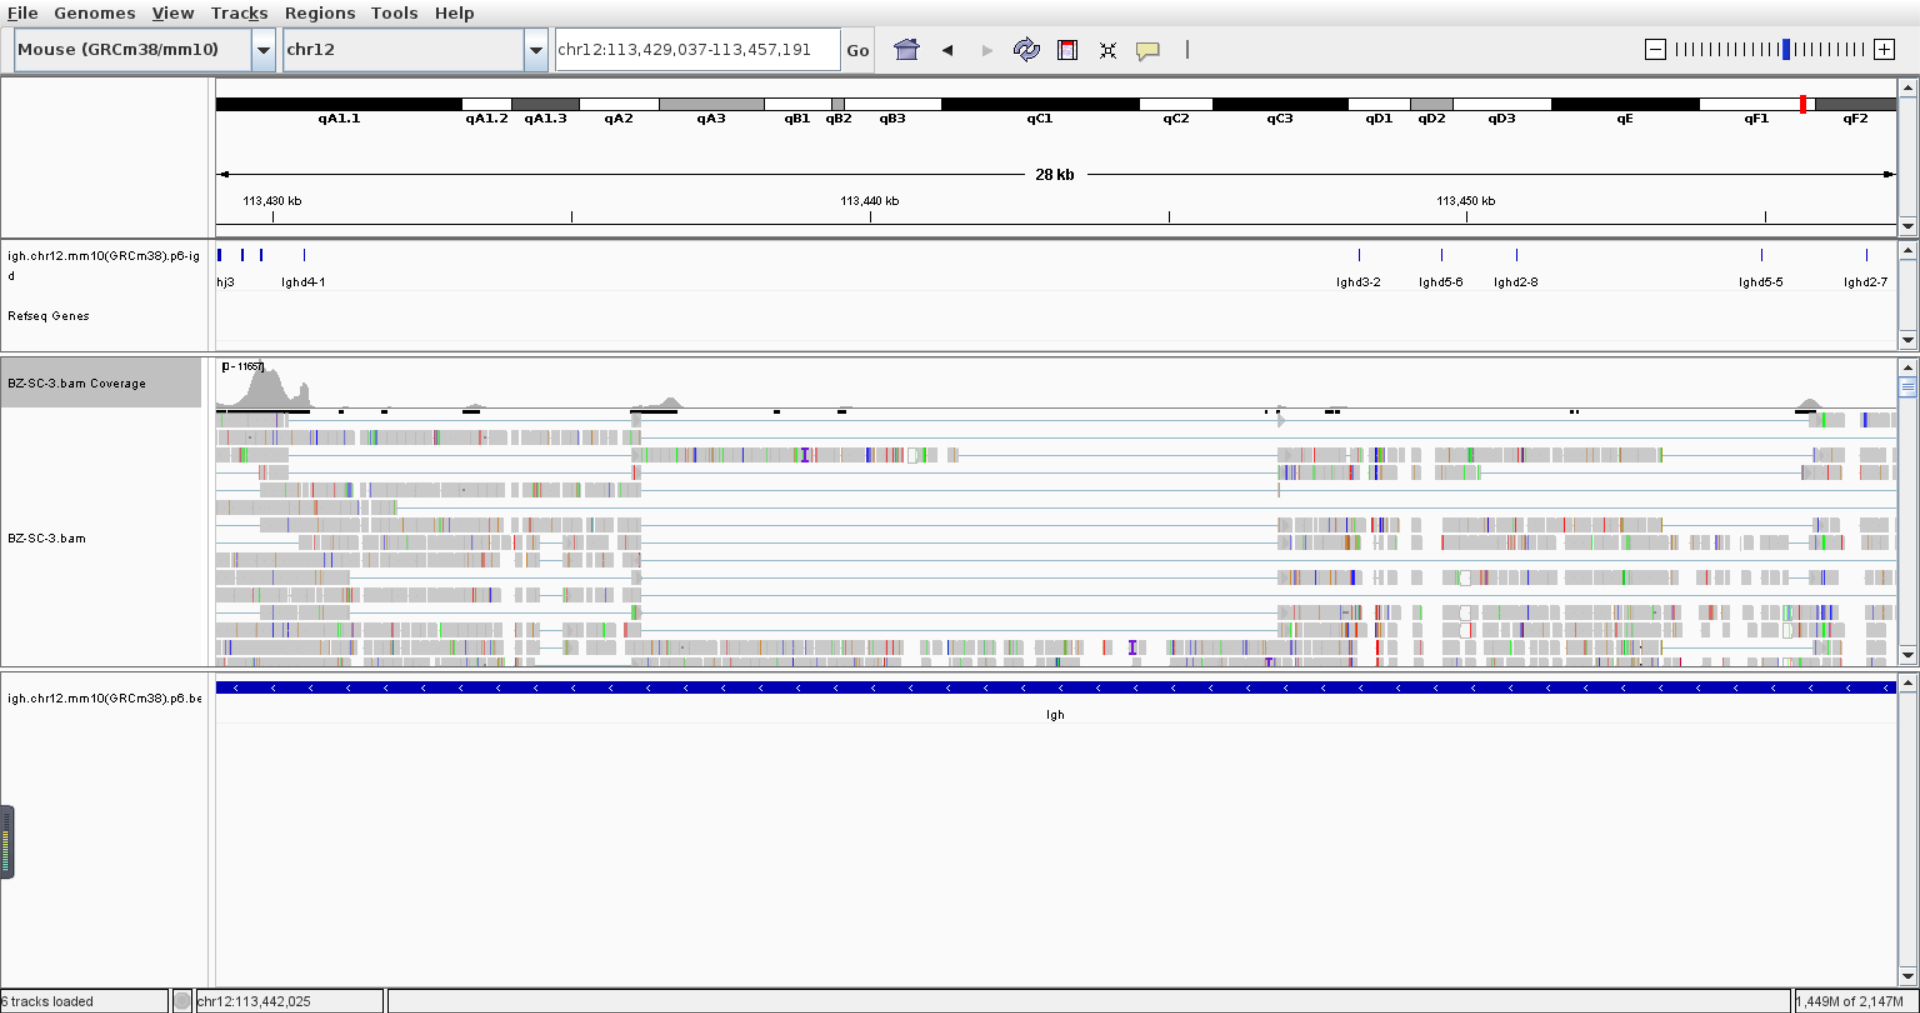 File Genomes View Tracks Regions Tools Help
Mouse (GRCm38/mm10) chr12 chr12:113,429,037-113,457,191 Go
qA1.1 qA1.2 qA1.3 qA2 qA3 qB1 qB2 qB3 qC1 qC2 qC3 qD1 qD2 qD3 qE qF1 qF2
28 kb
113,430 kb 113,440 kb 113,450 kb
igh.chr12.mm10(GRCm38).p6-ig
d
hj3 Ighd4-1 Ighd3-2 Ighd5-6 Ighd2-8 Ighd5-5 Ighd2-7
Refseq Genes
[0 - 11657]
BZ-SC-3.bam Coverage
BZ-SC-3.bam
igh.chr12.mm10(GRCm38).p6.be
Igh
6 tracks loaded chr12:113,442,025 1,449M of 2,147M